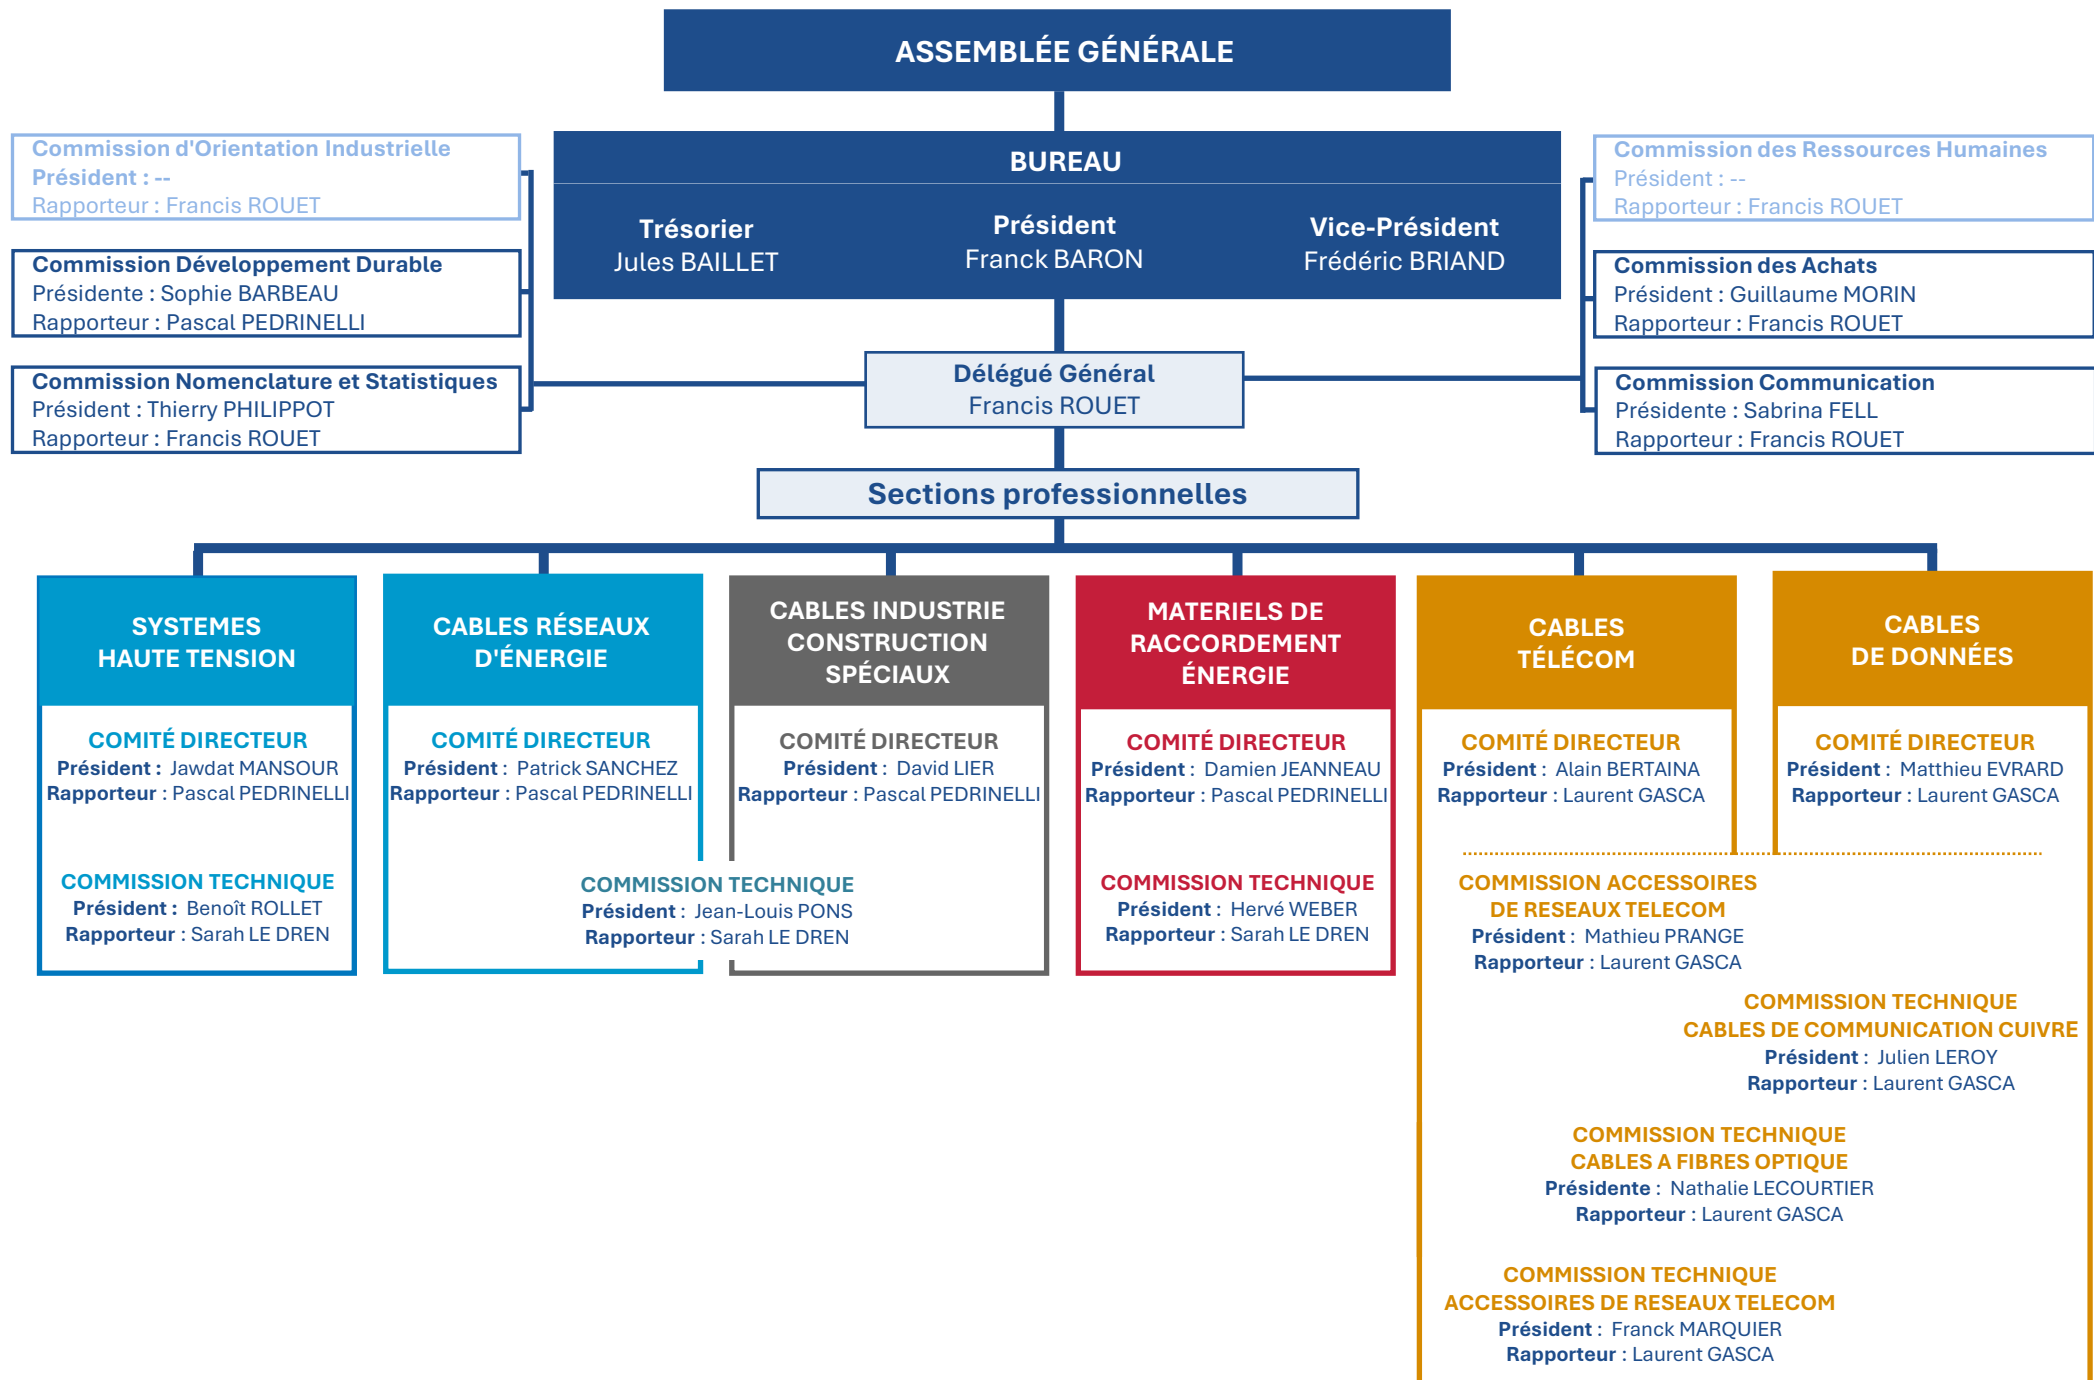 ASSEMBLÉE GÉNÉRALE
Commission d'Orientation Industrielle
Président : --
Rapporteur : Francis ROUET
Commission Développement Durable
Présidente : Sophie BARBEAU
Rapporteur : Pascal PEDRINELLI
Commission Nomenclature et Statistiques
Président : Thierry PHILIPPOT
Rapporteur : Francis ROUET
BUREAU
Trésorier
Jules BAILLET
Président
Franck BARON
Vice-Président
Frédéric BRIAND
Commission des Ressources Humaines
Président : --
Rapporteur : Francis ROUET
Commission des Achats
Président : Guillaume MORIN
Rapporteur : Francis ROUET
Commission Communication
Présidente : Sabrina FELL
Rapporteur : Francis ROUET
Délégué Général
Francis ROUET
Sections professionnelles
SYSTEMES
HAUTE TENSION
COMITÉ DIRECTEUR
Président : Jawdat MANSOUR
Rapporteur : Pascal PEDRINELLI
COMMISSION TECHNIQUE
Président : Benoît ROLLET
Rapporteur : Sarah LE DREN
CABLES RÉSEAUX
D'ÉNERGIE
COMITÉ DIRECTEUR
Président : Patrick SANCHEZ
Rapporteur : Pascal PEDRINELLI
CABLES INDUSTRIE
CONSTRUCTION
SPÉCIAUX
COMITÉ DIRECTEUR
Président : David LIER
Rapporteur : Pascal PEDRINELLI
COMMISSION TECHNIQUE
Président : Jean-Louis PONS
Rapporteur : Sarah LE DREN
MATERIELS DE
RACCORDEMENT
ÉNERGIE
COMITÉ DIRECTEUR
Président : Damien JEANNEAU
Rapporteur : Pascal PEDRINELLI
COMMISSION TECHNIQUE
Président : Hervé WEBER
Rapporteur : Sarah LE DREN
CABLES
TÉLÉCOM
COMITÉ DIRECTEUR
Président : Alain BERTAINA
Rapporteur : Laurent GASCA
CABLES
DE DONNÉES
COMITÉ DIRECTEUR
Président : Matthieu EVRARD
Rapporteur : Laurent GASCA
COMMISSION ACCESSOIRES
DE RESEAUX TELECOM
Président : Mathieu PRANGE
Rapporteur : Laurent GASCA
COMMISSION TECHNIQUE
CABLES DE COMMUNICATION CUIVRE
Président : Julien LEROY
Rapporteur : Laurent GASCA
COMMISSION TECHNIQUE
CABLES A FIBRES OPTIQUE
Présidente : Nathalie LECOURTIER
Rapporteur : Laurent GASCA
COMMISSION TECHNIQUE
ACCESSOIRES DE RESEAUX TELECOM
Président : Franck MARQUIER
Rapporteur : Laurent GASCA